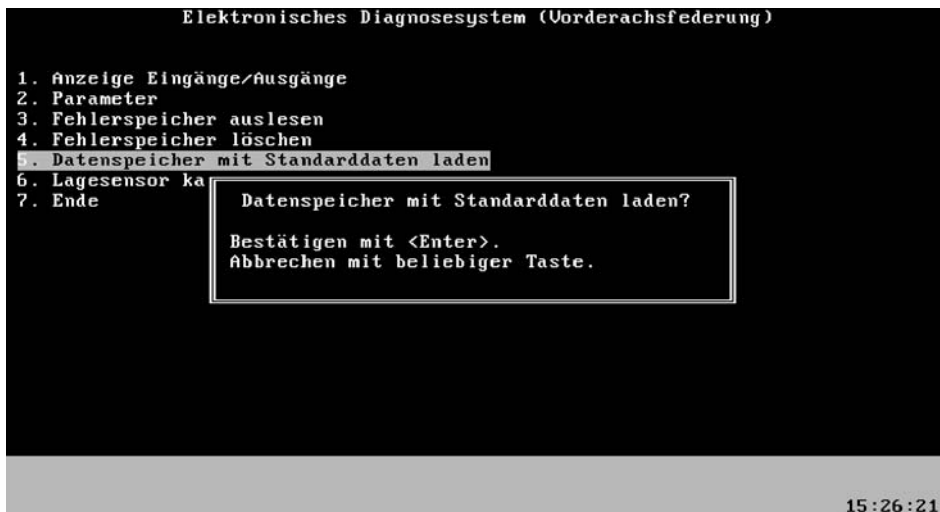 Elektronisches Diagnosesystem (Vorderachsfederung)
1. Anzeige Eingänge/Ausgänge
2. Parameter
3. Fehlerspeicher auslesen
4. Fehlerspeicher löschen
5. Datenspeicher mit Standarddaten laden
6. Lagesensor ka
7. Ende
Datenspeicher mit Standarddaten laden?
Bestätigen mit <Enter>.
Abbrechen mit beliebiger Taste.
15:26:21